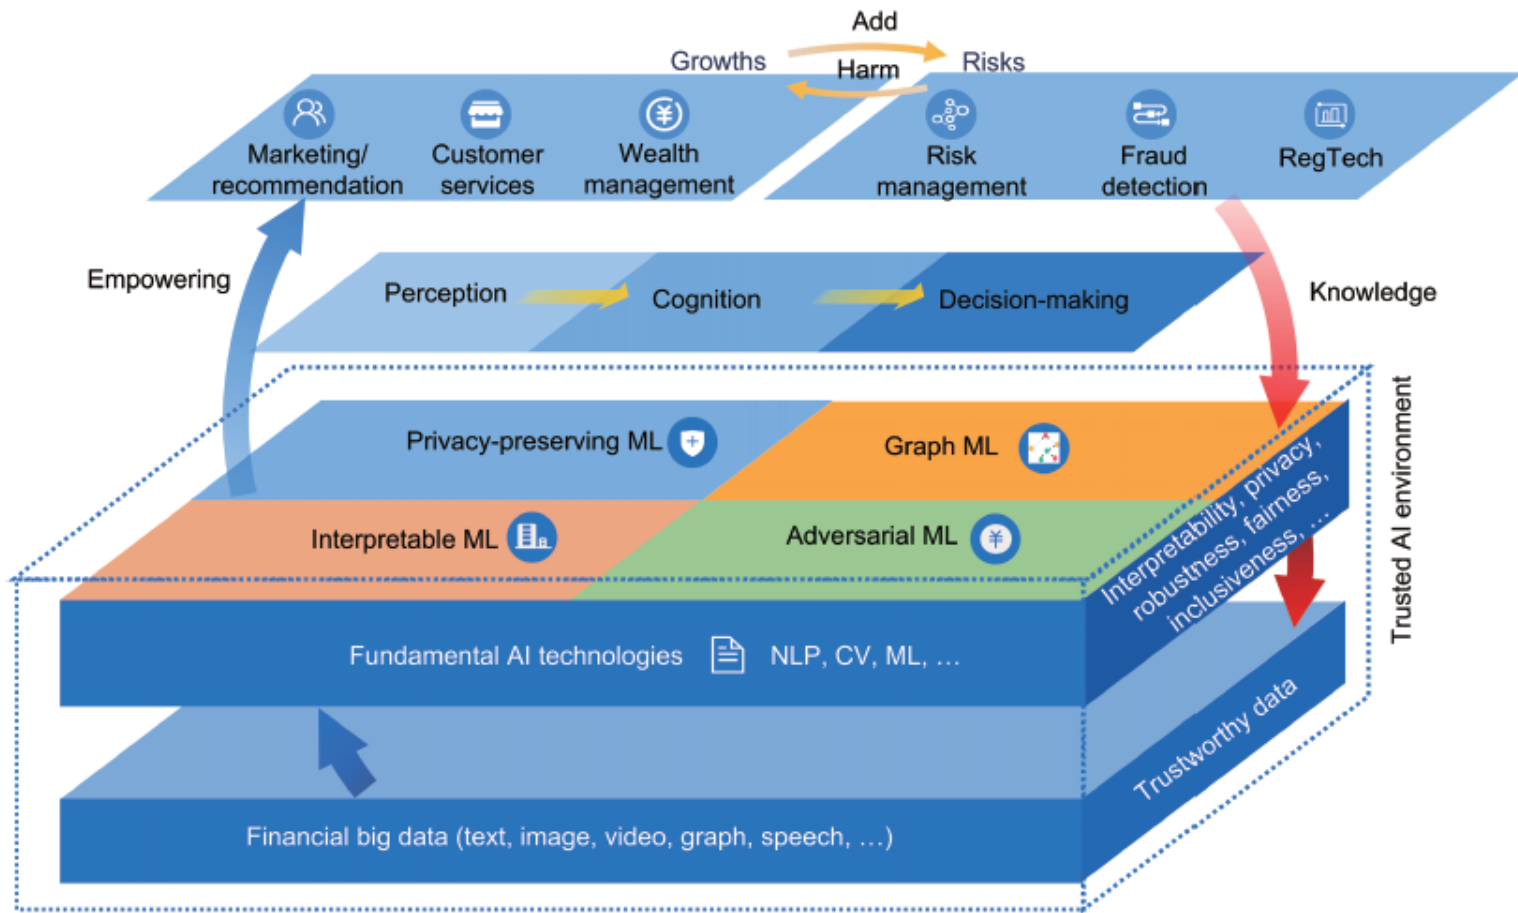 Add
Growths
Harm
Risks
Marketing/
recommendation
Customer
services
Wealth
management
Risk
management
Fraud
detection
RegTech
Empowering
Perception
Cognition
Decision-making
Knowledge
Privacy-preserving ML
Graph ML
Interpretable ML
Adversarial ML
Interpretability, privacy,
robustness, fairness,
inclusiveness, …
Trusted AI environment
Fundamental AI technologies
NLP, CV, ML, …
Trustworthy data
Financial big data (text, image, video, graph, speech, …)